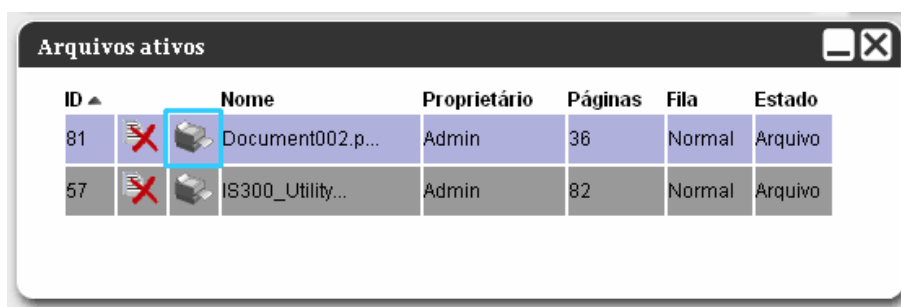 Arquivos ativos
ID Nome Proprietário Páginas Fila Estado
81 Document002.p... Admin 36 Normal Arquivo
57 IS300_Utility... Admin 82 Normal Arquivo